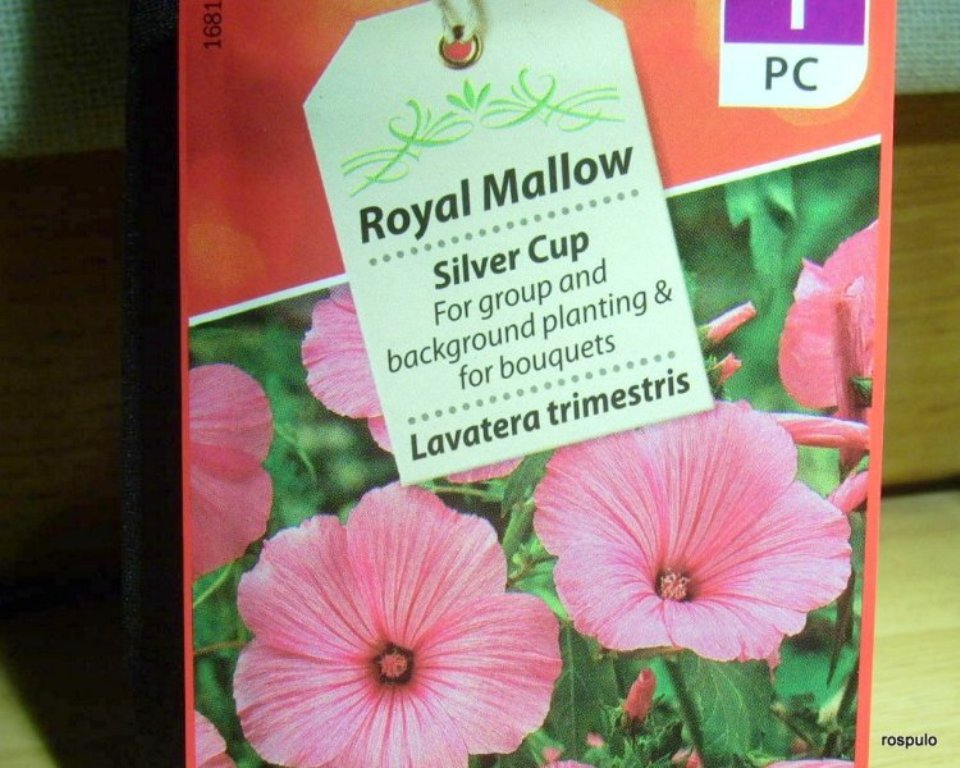 1681
PC
Royal Mallow
Silver Cup
For group and
background planting &
for bouquets
Lavatera trimestris
rospulo